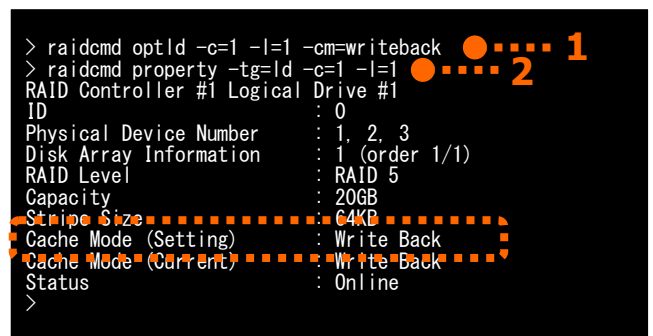 > raidcmd optld -c=1 -l=1 -cm=writeback 1
> raidcmd property -tg=ld -c=1 -l=1 2
RAID Controller #1 Logical Drive #1
ID : 0
Physical Device Number : 1, 2, 3
Disk Array Information : 1 (order 1/1)
RAID Level : RAID 5
Capacity : 20GB
Stripe Size : 64KB
Cache Mode (Setting) : Write Back
Cache Mode (Current) : Write Back
Status : Online
>